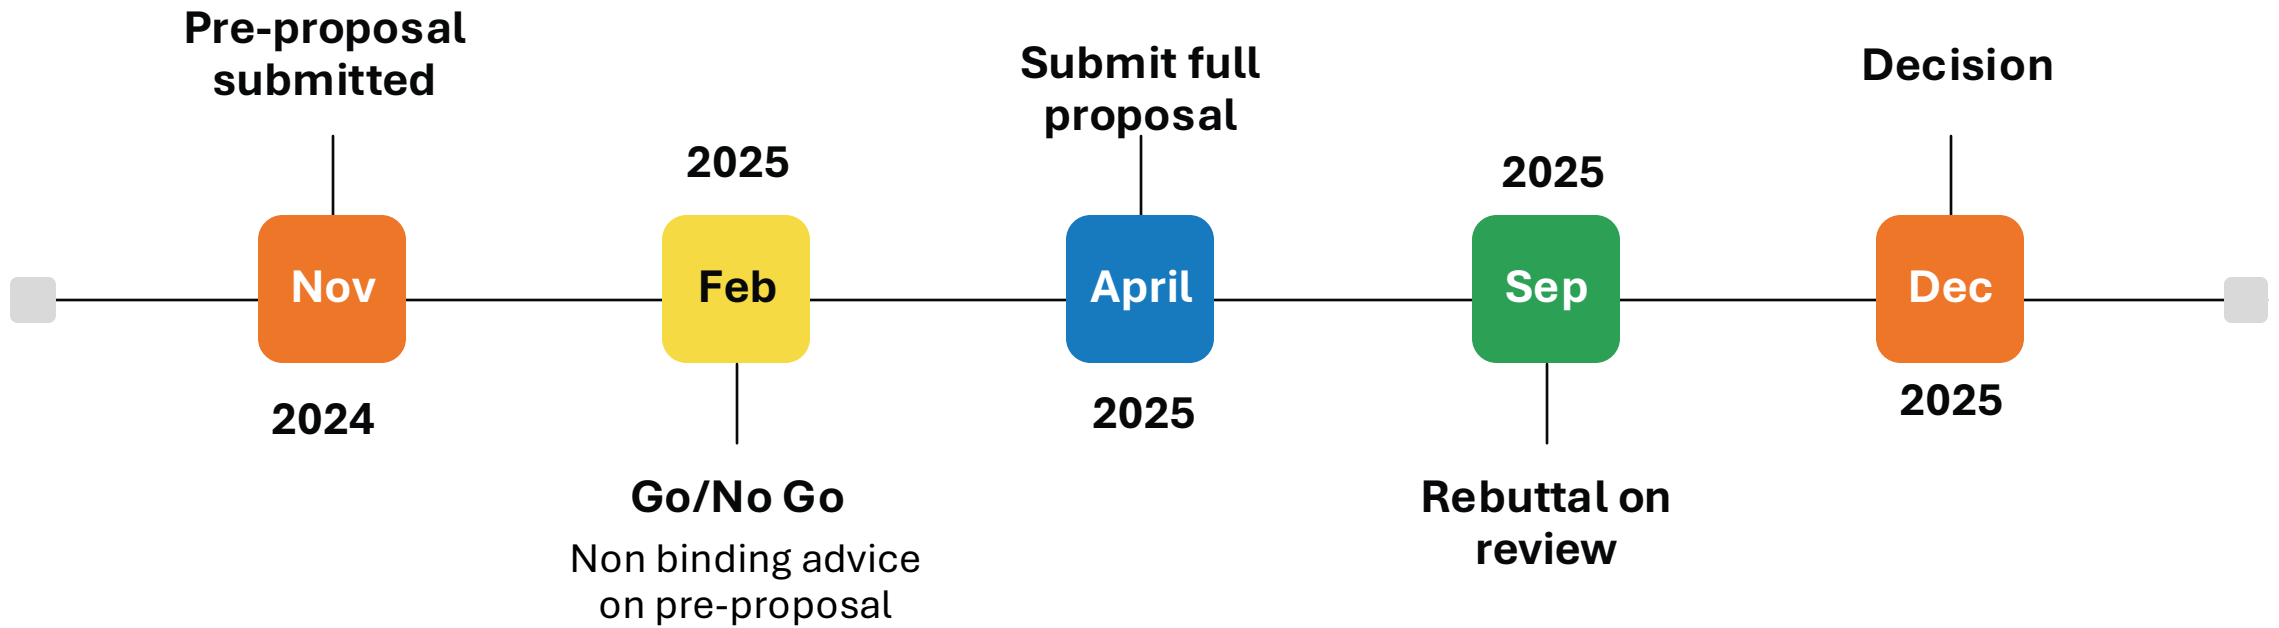 Pre-proposal
submitted
Nov
2024
2025
Feb
Go/No Go
Non binding advice
on pre-proposal
Submit full
proposal
April
2025
2025
Sep
Rebuttal on
review
Decision
Dec
2025